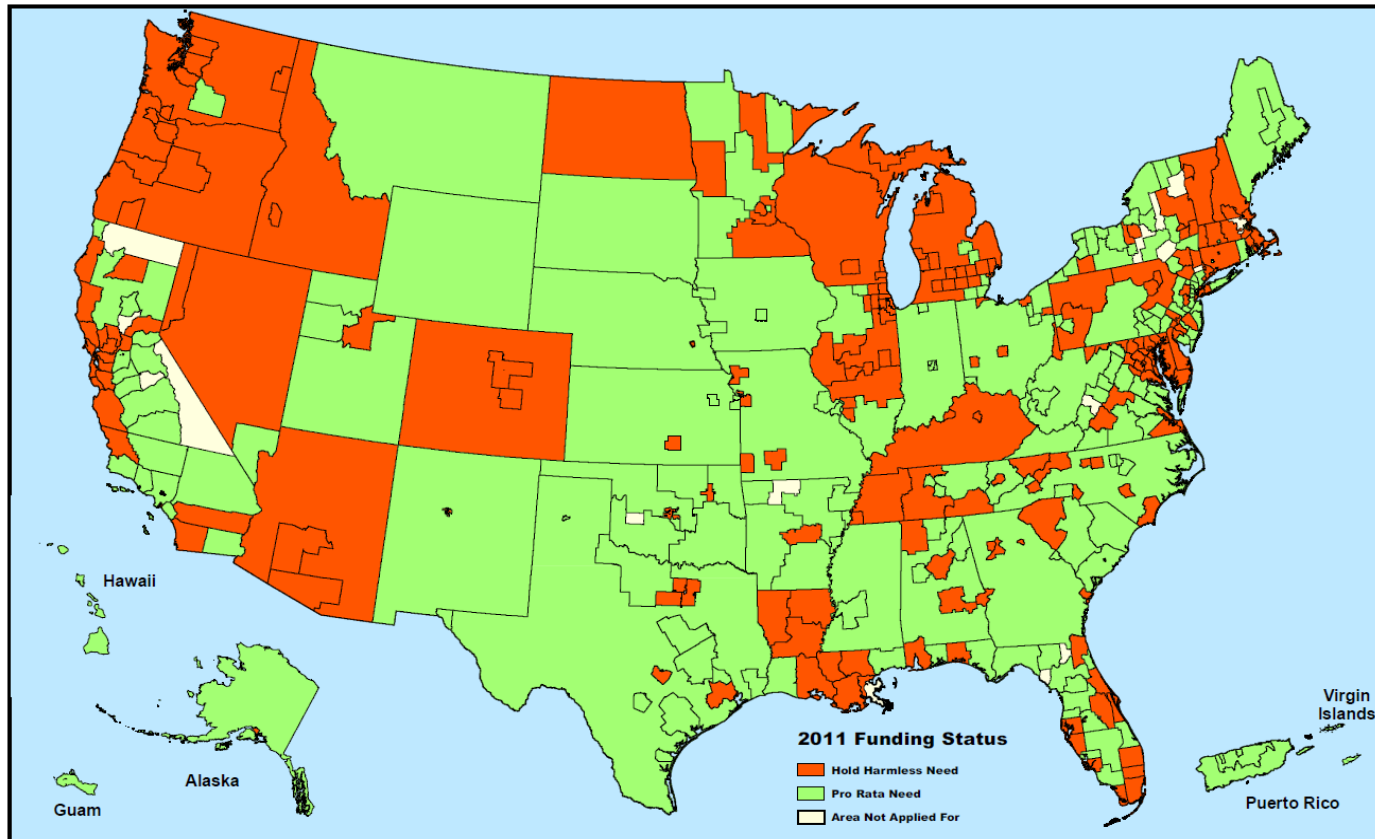 Hawaii
Alaska
Guam
Virgin
Islands
Puerto Rico
2011 Funding Status
Hold Harmless Need
Pro Rata Need
Area Not Applied For